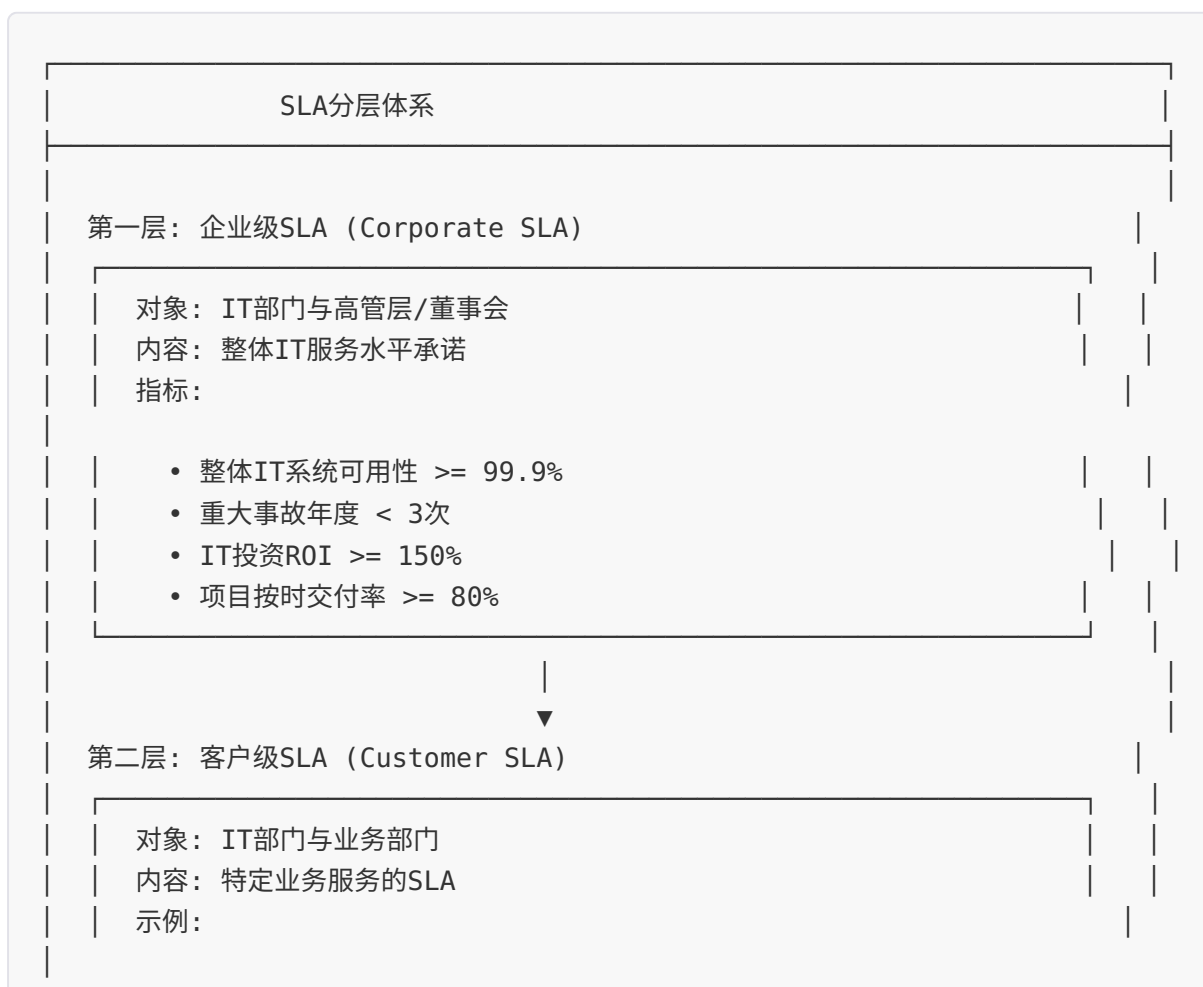 SLA分层体系
第一层: 企业级SLA (Corporate SLA)
对象: IT部门与高管层/董事会
内容: 整体IT服务水平承诺
指标:
• 整体IT系统可用性 >= 99.9%
• 重大事故年度 < 3次
• IT投资ROI >= 150%
• 项目按时交付率 >= 80%
▼
第二层: 客户级SLA (Customer SLA)
对象: IT部门与业务部门
内容: 特定业务服务的SLA
示例: